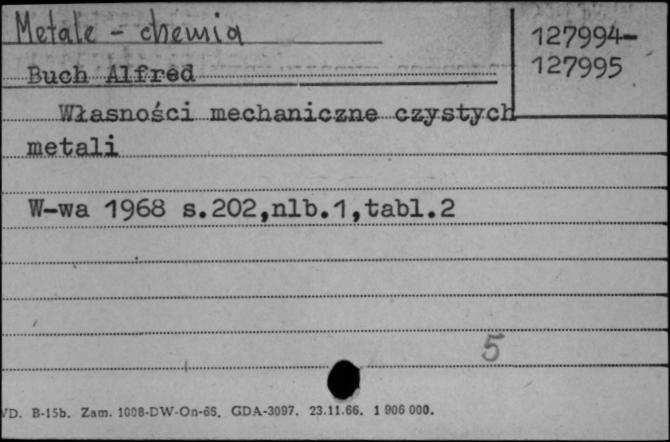 Metale - chemia
127994-
127995
Buch Alfred
Własności mechaniczne czystych
metali
W-wa 1968 s.202,nlb.1,tabl.2
5
VD. B-15b. Zam. 1008-DW-On-66. GDA-3097. 23.11.66. 1 906 000.